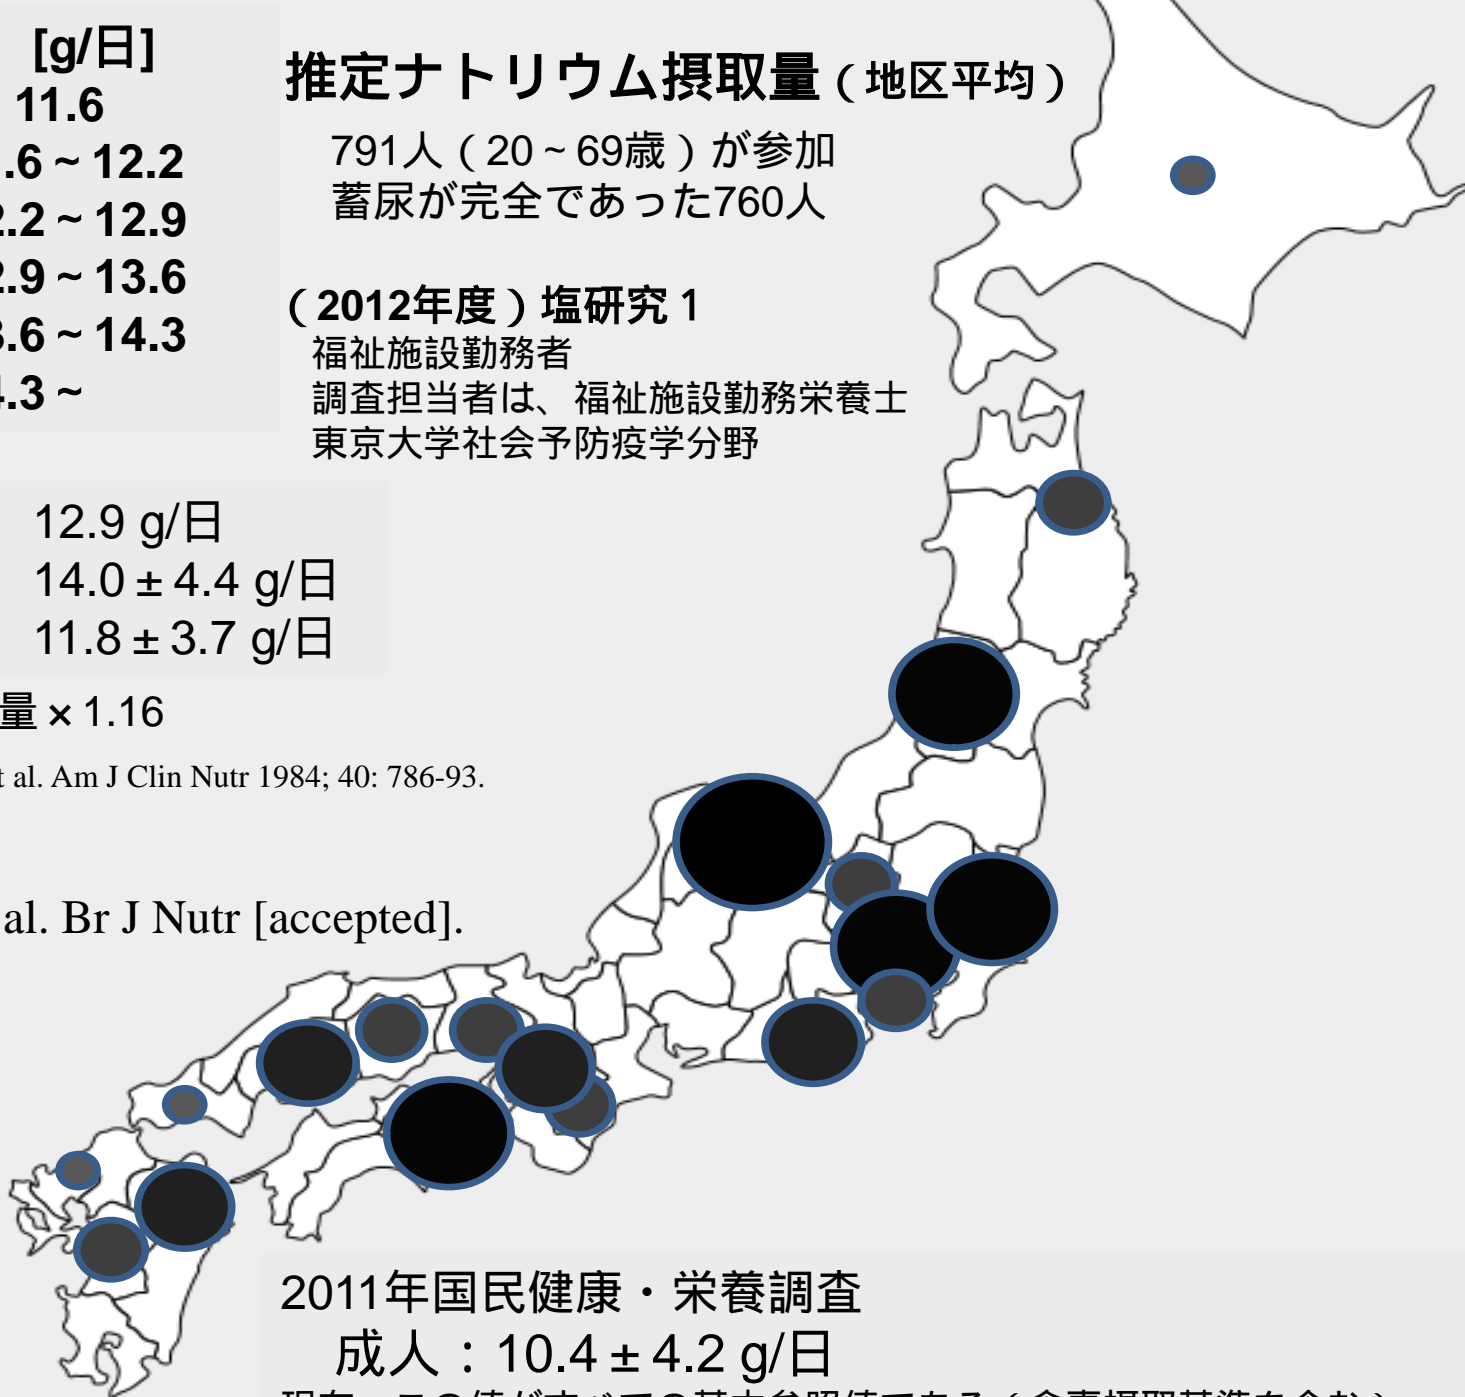 [g/日]
11.6
.6 ~ 12.2
2.2 ~ 12.9
2.9 ~ 13.6
3.6 ~ 14.3
4.3 ~
推定ナトリウム摂取量 ( 地区平均 )
791人 ( 20 ~ 69歳 ) が参加
蓄尿が完全であった760人
( 2012年度 ) 塩研究 1
福祉施設勤務者
調査担当者は、福祉施設勤務栄養士
東京大学社会予防疫学分野
12.9 g/日
14.0 ± 4.4 g/日
11.8 ± 3.7 g/日
量 × 1.16
t al. Am J Clin Nutr 1984; 40: 786-93.
al. Br J Nutr [accepted].
2011年国民健康・栄養調査
成人 : 10.4 ± 4.2 g/日